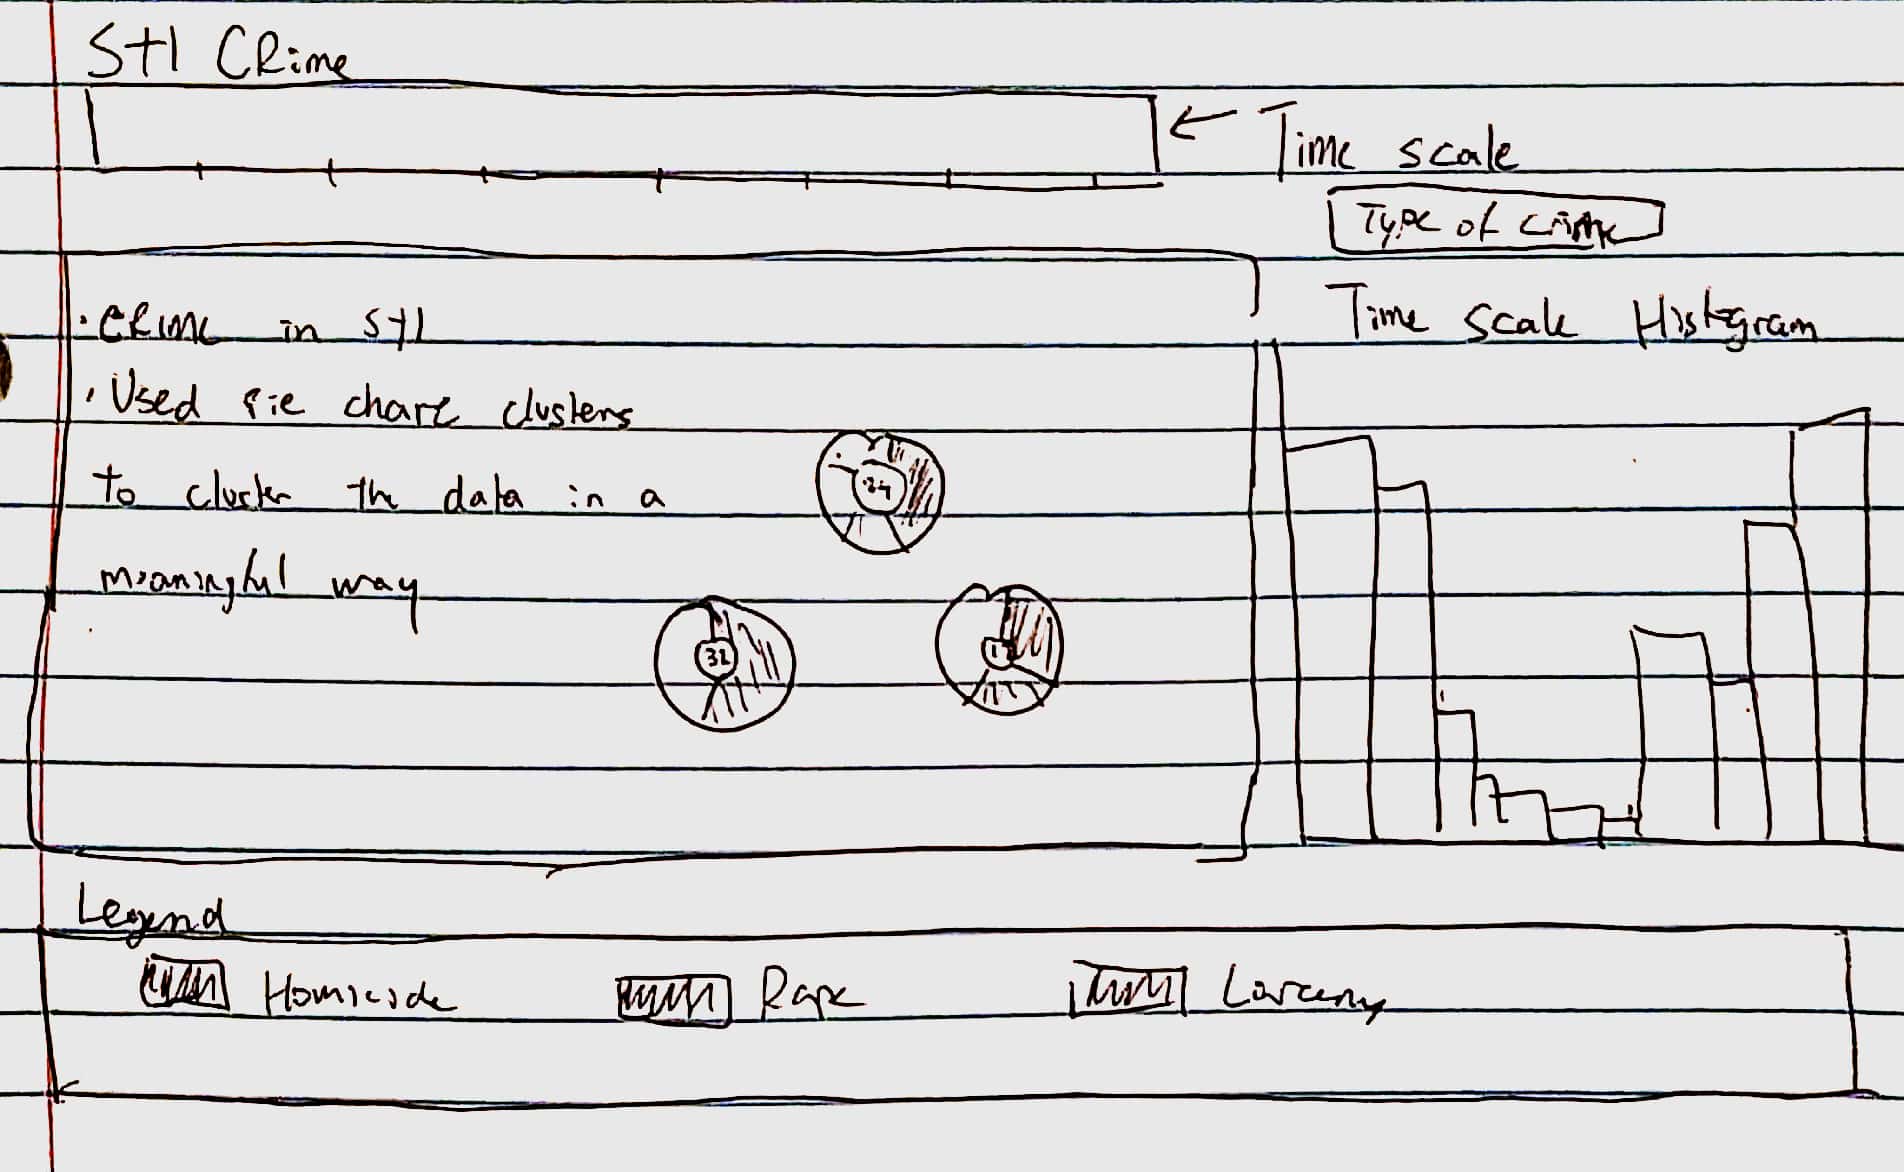 Stl CRime
Time scale
Type of crime
Time scale Histogram
· CRIME in Stl
· Used pie chart clusters
to cluster the data in a
meaningful way
24
32
Legend
Homicide
Rape
Larceny